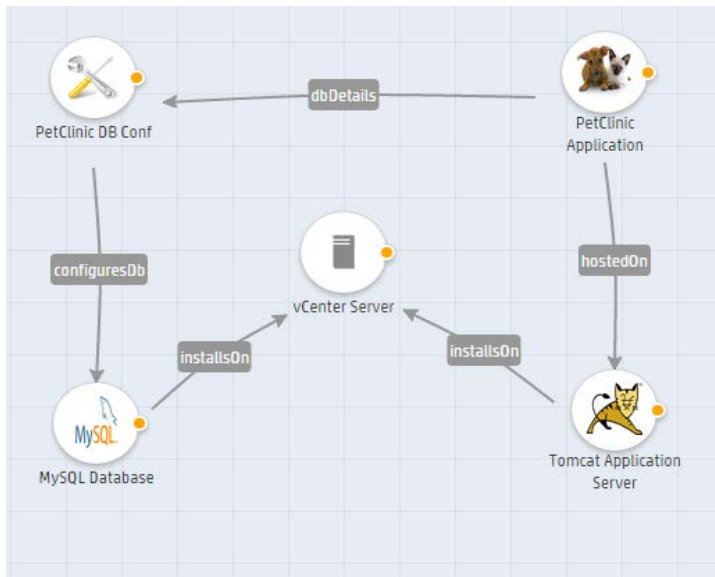 dbDetails
PetClinic DB Conf
PetClinic
Application
configuresDb
hostedOn
vCenter Server
installsOn
installsOn
MySQL
MySQL Database
Tomcat Application
Server